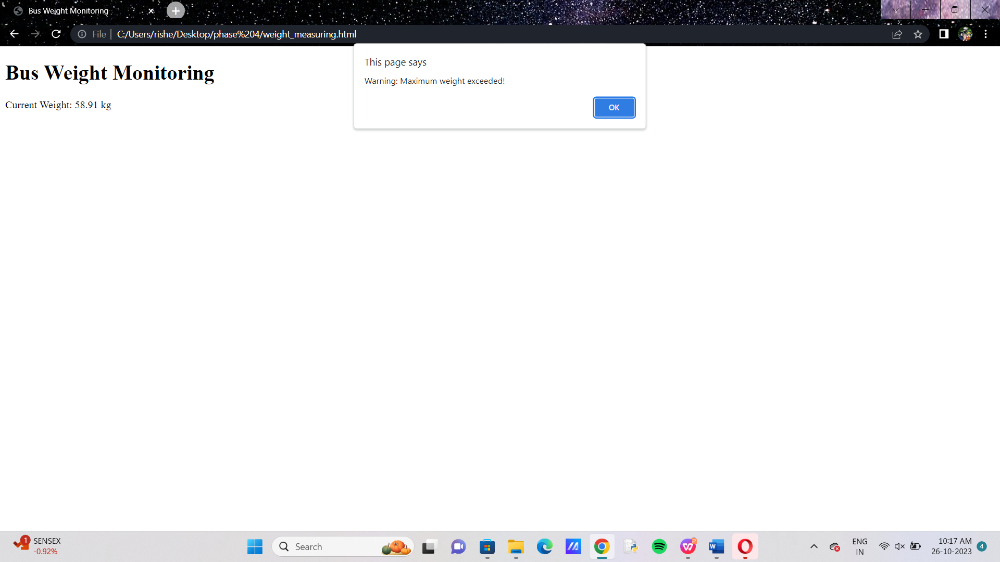 Bus Weight Monitoring
File
C:/Users/rishe/Desktop/phase%204/weight_measuring.html
This page says
Warning: Maximum weight exceeded!
OK
Bus Weight Monitoring
Current Weight: 58.91 kg
1
SENSEX
-0.92%
Search
W
P
ENG
IN
10:17 AM
26-10-2023
4